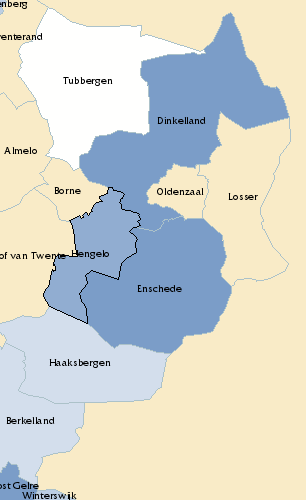 enberg
venterand
Tubbergen
Dinkelland
Almelo
Borne
Oldenzaal
Losser
of van Twente
Hengelo
Enschede
Haaksbergen
Berkelland
ost Gelre
Winterswijk